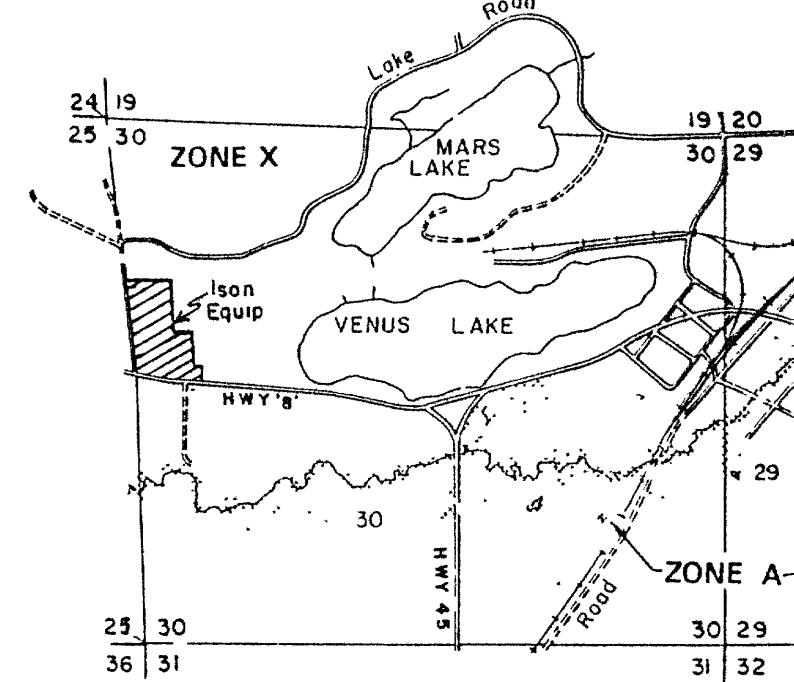 Road
Lake
24 19
25 30
19 20
30 29
ZONE X
MARS
LAKE
Ison
Equip
VENUS LAKE
HWY '8'
29
30
HWY 45
ZONE A
Road
25 30
36 31
30 29
31 32